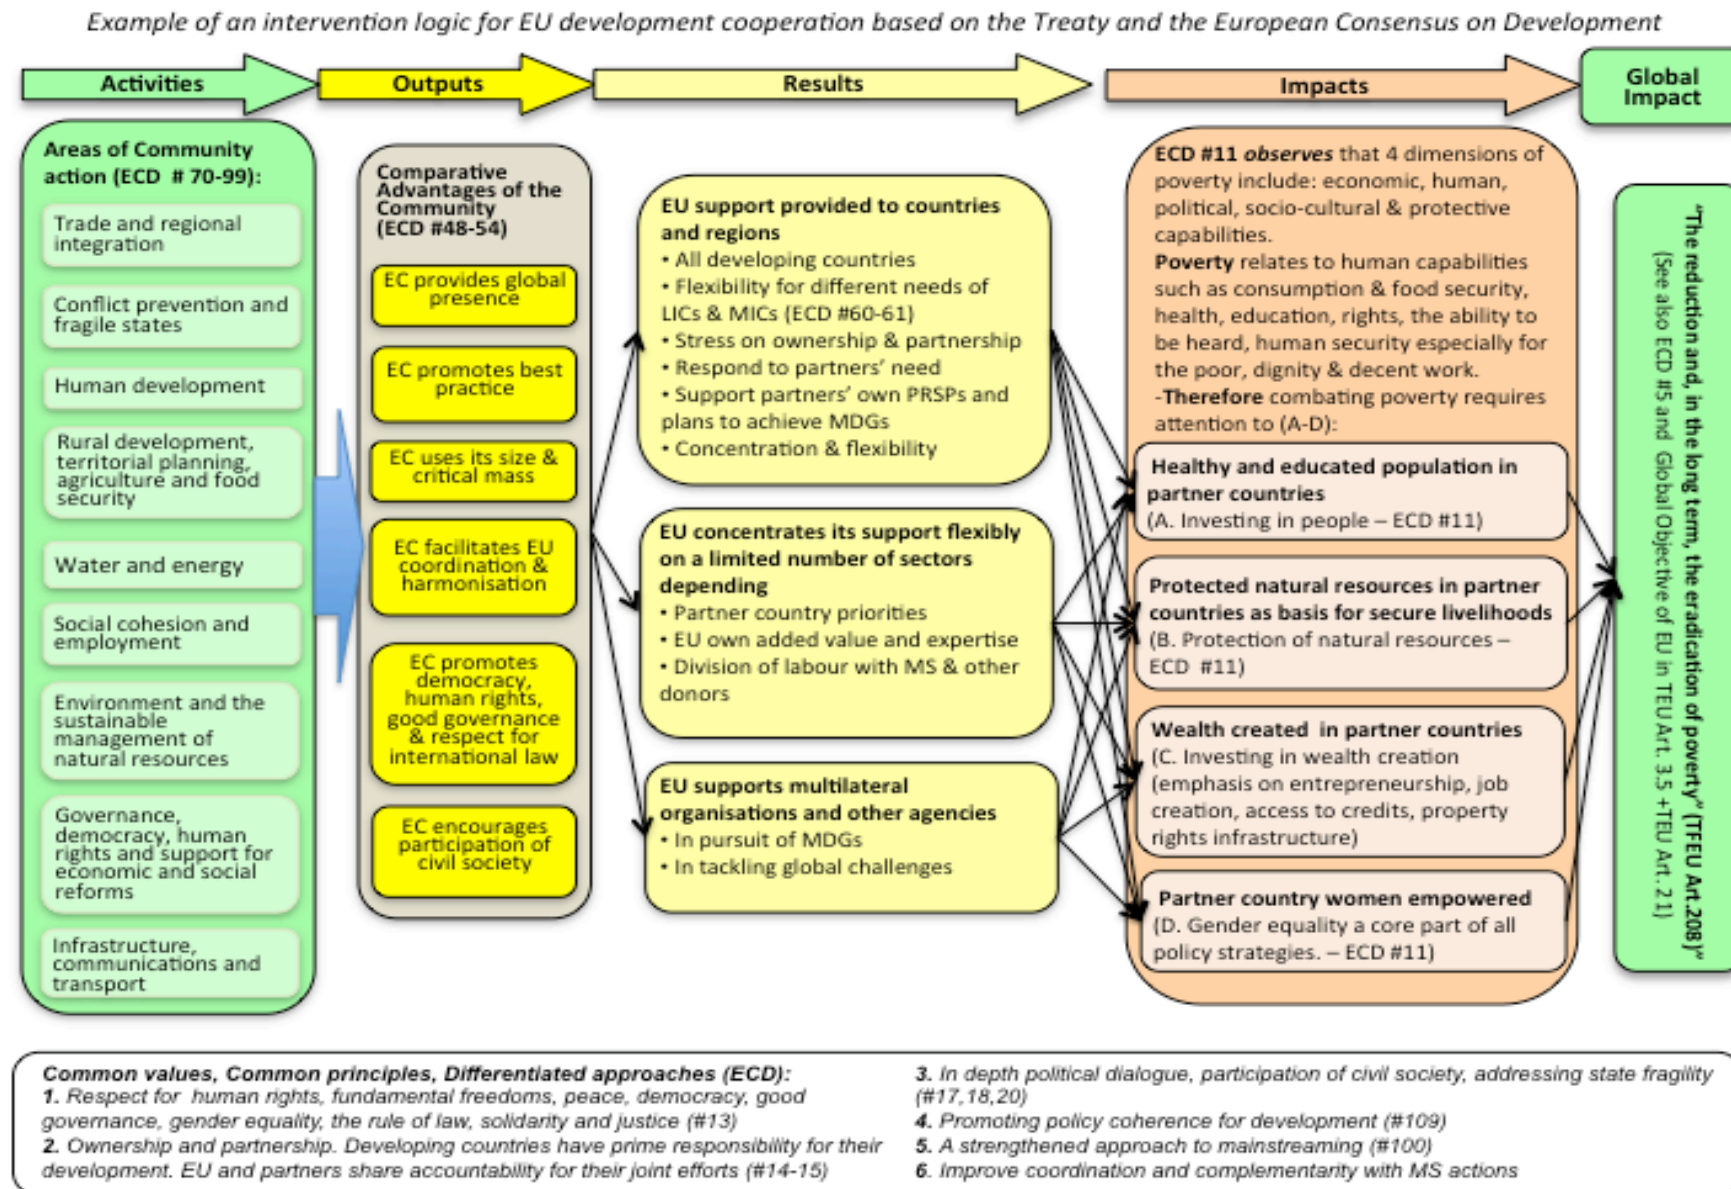 Example of an intervention logic for EU development cooperation based on the Treaty and the European Consensus on Development
Activities
Outputs
Results
Impacts
Global
Impact
Areas of Community
action (ECD # 70-99):
Trade and regional
integration
Conflict prevention and
fragile states
Human development
Rural development,
territorial planning,
agriculture and food
security
Water and energy
Social cohesion and
employment
Environment and the
sustainable
management of
natural resources
Governance,
democracy, human
rights and support for
economic and social
reforms
Infrastructure,
communications and
transport
Comparative
Advantages of the
Community
(ECD #48-54)
EC provides global
presence
EC promotes best
practice
EC uses its size &
critical mass
EC facilitates EU
coordination &
harmonisation
EC promotes
democracy,
human rights,
good governance
& respect for
international law
EC encourages
participation of
civil society
EU support provided to countries
and regions
• All developing countries
• Flexibility for different needs of
LICs & MICs (ECD #60-61)
• Stress on ownership & partnership
• Respond to partners' need
• Support partners' own PRSPs and
plans to achieve MDGs
• Concentration & flexibility
EU concentrates its support flexibly
on a limited number of sectors
depending
• Partner country priorities
• EU own added value and expertise
• Division of labour with MS & other
donors
EU supports multilateral
organisations and other agencies
• In pursuit of MDGs
• In tackling global challenges
ECD #11 observes that 4 dimensions of
poverty include: economic, human,
political, socio-cultural & protective
capabilities.
Poverty relates to human capabilities
such as consumption & food security,
health, education, rights, the ability to
be heard, human security especially for
the poor, dignity & decent work.
-Therefore combating poverty requires
attention to (A-D):
Healthy and educated population in
partner countries
(A. Investing in people – ECD #11)
Protected natural resources in partner
countries as basis for secure livelihoods
(B. Protection of natural resources –
ECD #11)
Wealth created in partner countries
(C. Investing in wealth creation
(emphasis on entrepreneurship, job
creation, access to credits, property
rights infrastructure)
Partner country women empowered
(D. Gender equality a core part of all
policy strategies. – ECD #11)
"The reduction and, in the long term, the eradication of poverty" (TFEU Art.208)"
(See also ECD #5 and Global Objective of EU in TEU Art. 3.5 +TEU Art. 21)
Common values, Common principles, Differentiated approaches (ECD):
1. Respect for human rights, fundamental freedoms, peace, democracy, good
governance, gender equality, the rule of law, solidarity and justice (#13)
2. Ownership and partnership. Developing countries have prime responsibility for their
development. EU and partners share accountability for their joint efforts (#14-15)
3. In depth political dialogue, participation of civil society, addressing state fragility
(#17,18,20)
4. Promoting policy coherence for development (#109)
5. A strengthened approach to mainstreaming (#100)
6. Improve coordination and complementarity with MS actions